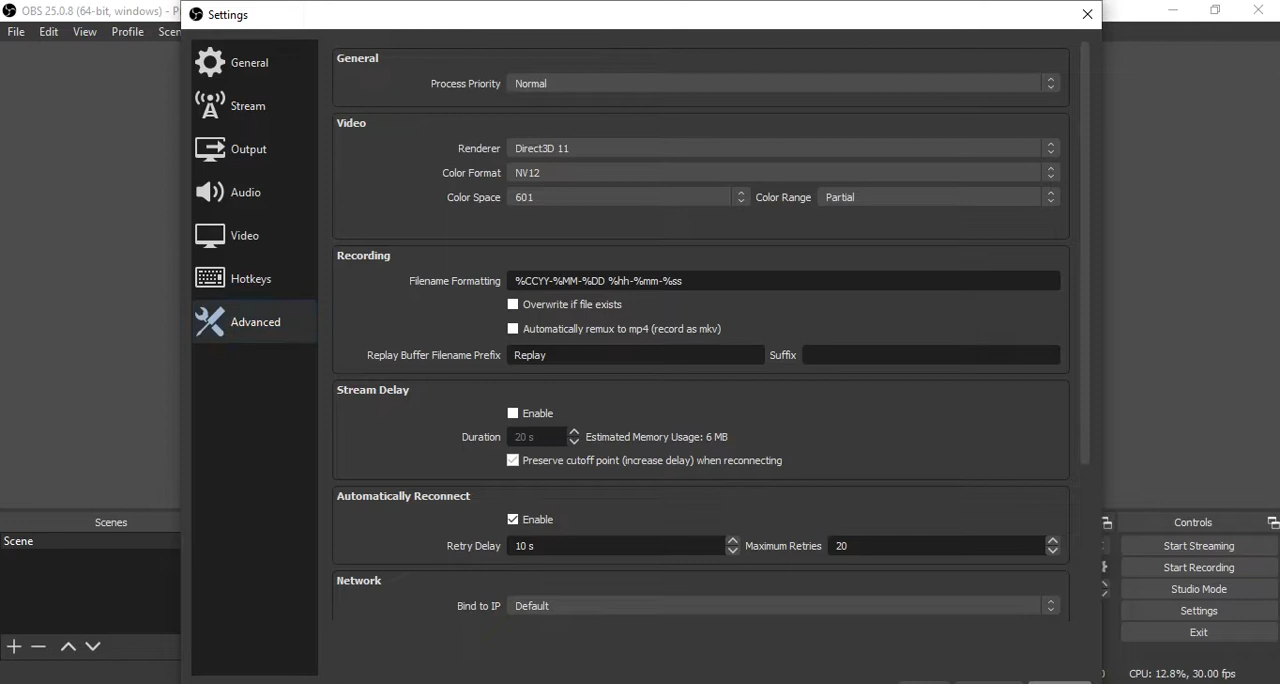 OBS 25.0.8 (64-bit, windows) - P
Settings
File Edit View Profile Scen
General
Stream
Output
Audio
Video
Hotkeys
Advanced
General
Process Priority Normal
Video
Renderer Direct3D 11
Color Format NV12
Color Space 601 Color Range Partial
Recording
Filename Formatting %CCYY-%MM-%DD %hh-%mm-%ss
Overwrite if file exists
Automatically remux to mp4 (record as mkv)
Replay Buffer Filename Prefix Replay Suffix
Stream Delay
Enable
Duration 20 s Estimated Memory Usage: 6 MB
Preserve cutoff point (increase delay) when reconnecting
Automatically Reconnect
Enable
Retry Delay 10 s Maximum Retries 20
Network
Bind to IP Default
Scenes
Scene
Controls
Start Streaming
Start Recording
Studio Mode
Settings
Exit
0 CPU: 12.8%, 30.00 fps